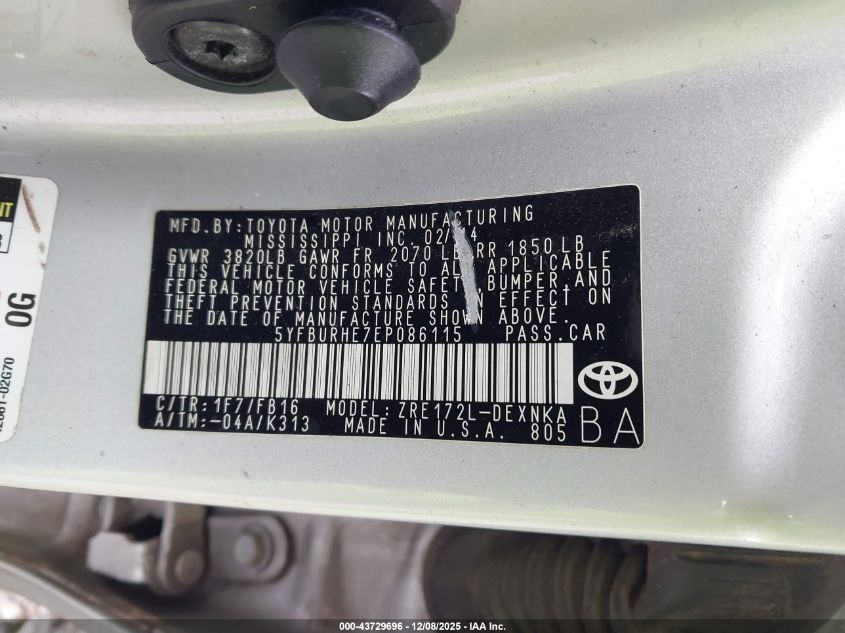 MFD.BY:TOYOTA MOTOR MANUFACTURING
MISSISSIPPI INC. 02/14
GVWR 3820LB GAWR FR 2070 LB RR 1850 LB
THIS VEHICLE CONFORMS TO ALL APPLICABLE
FEDERAL MOTOR VEHICLE SAFETY,BUMPER,AND
THEFT PREVENTION STANDARDS IN EFFECT ON
THE DATE OF MANUFACTURE SHOWN ABOVE.
5YFBURHE7EP086115 PASS.CAR
C/TR:1F7/FB16 MODEL: ZRE172L-DEXNKA
A/TM:-04A/K313 MADE IN U.S.A. 805
BA
0G
02G70
000-43729696 • 12/08/2025 - IAA Inc.